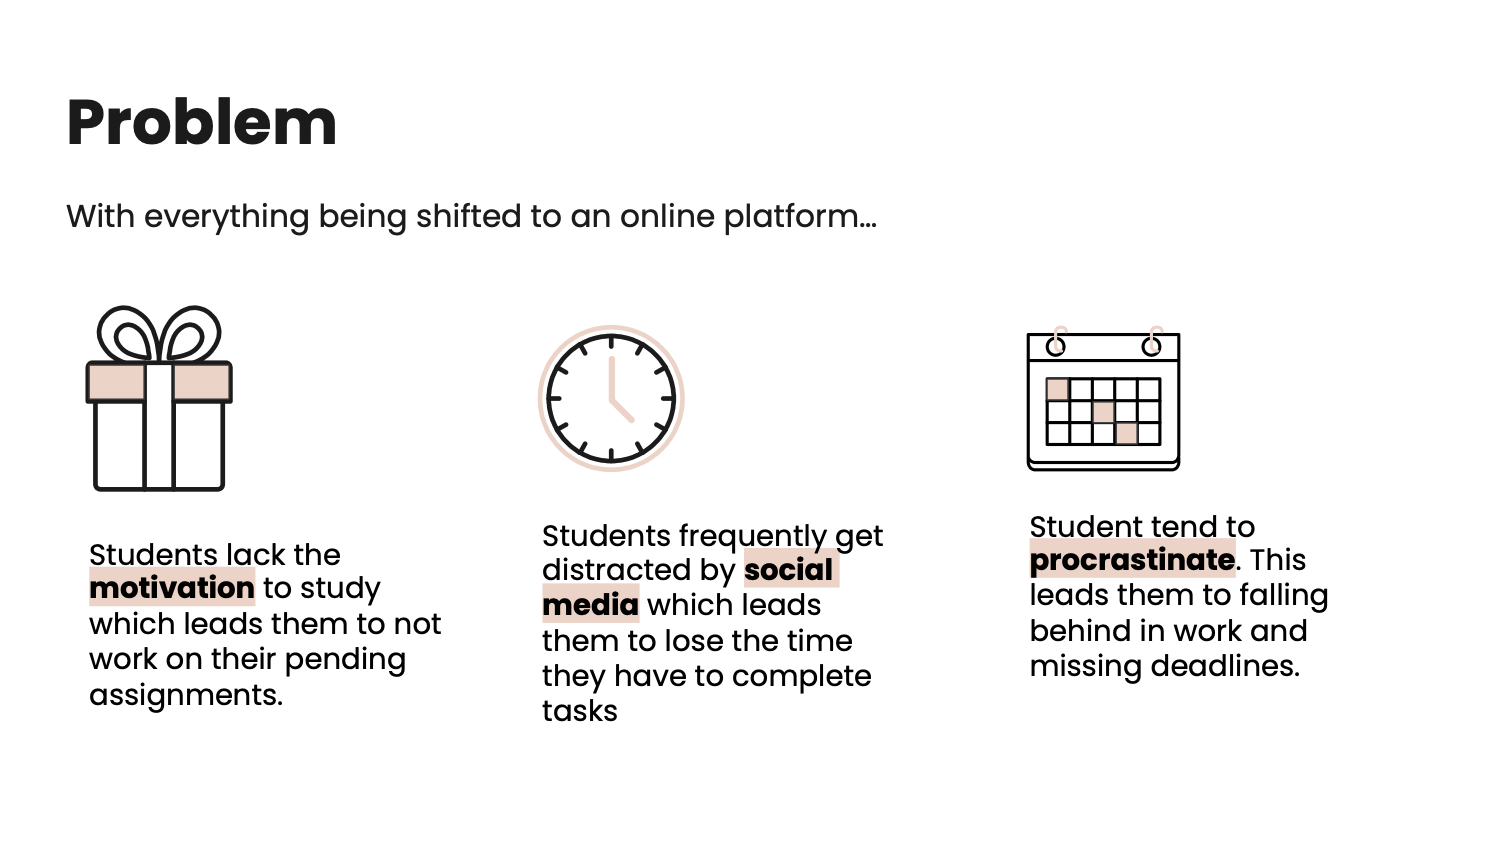 Problem
With everything being shifted to an online platform...
Students lack the
motivation to study
which leads them to not
work on their pending
assignments.
Students frequently get
distracted by social
media which leads
them to lose the time
they have to complete
tasks
Student tend to
procrastinate. This
leads them to falling
behind in work and
missing deadlines.